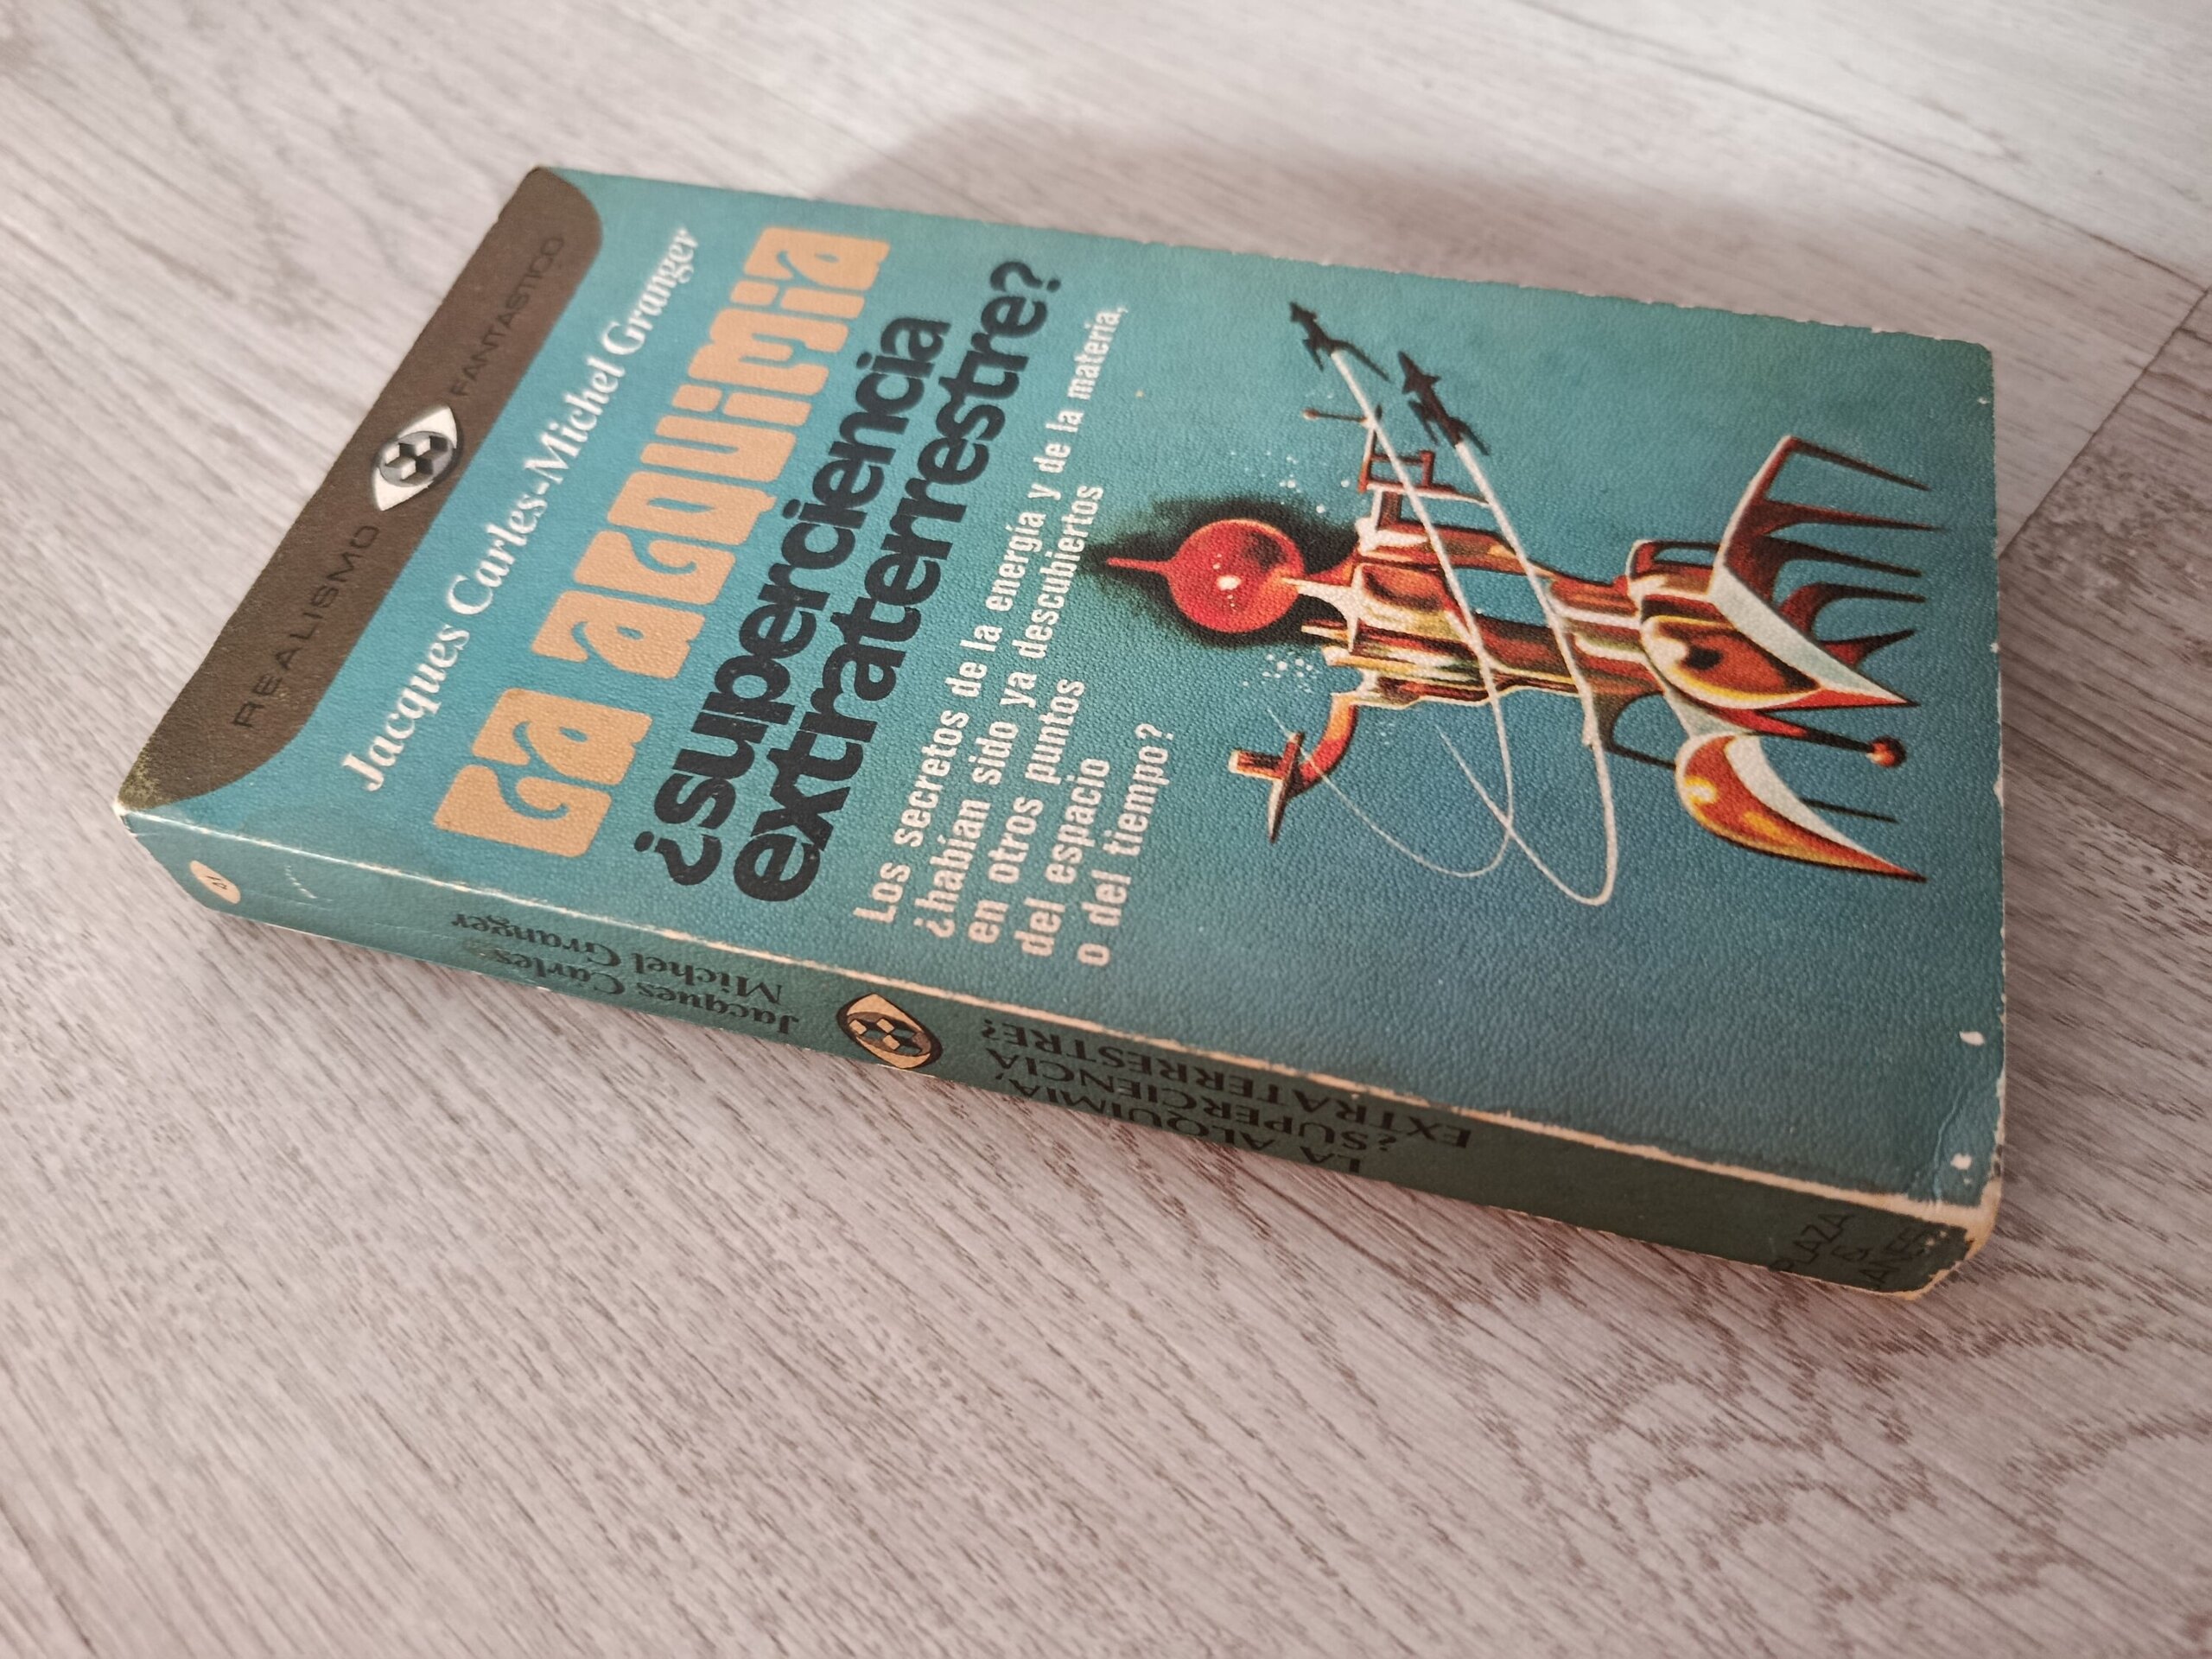 REALISMO FANTASTICO
Jacques Carles-Michel Granger
La alquimia
¿superciencia
extraterrestre?
Los secretos de la energía y de la materia,
¿habían sido ya descubiertos
en otros puntos
del espacio
o del tiempo?
Jacques Carles
Michel Granger
LA ALQUIMIA,
¿SUPERCIENCIA
EXTRATERRESTRE?
PLAZA
&
JANES